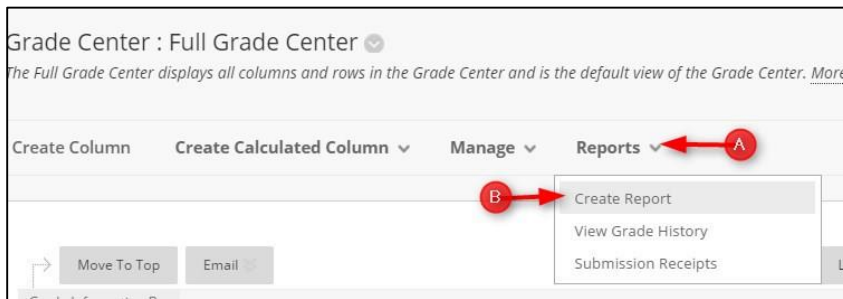 Grade Center : Full Grade Center
The Full Grade Center displays all columns and rows in the Grade Center and is the default view of the Grade Center. More
Create Column Create Calculated Column Manage Reports A
B Create Report
View Grade History
Move To Top Email Submission Receipts L